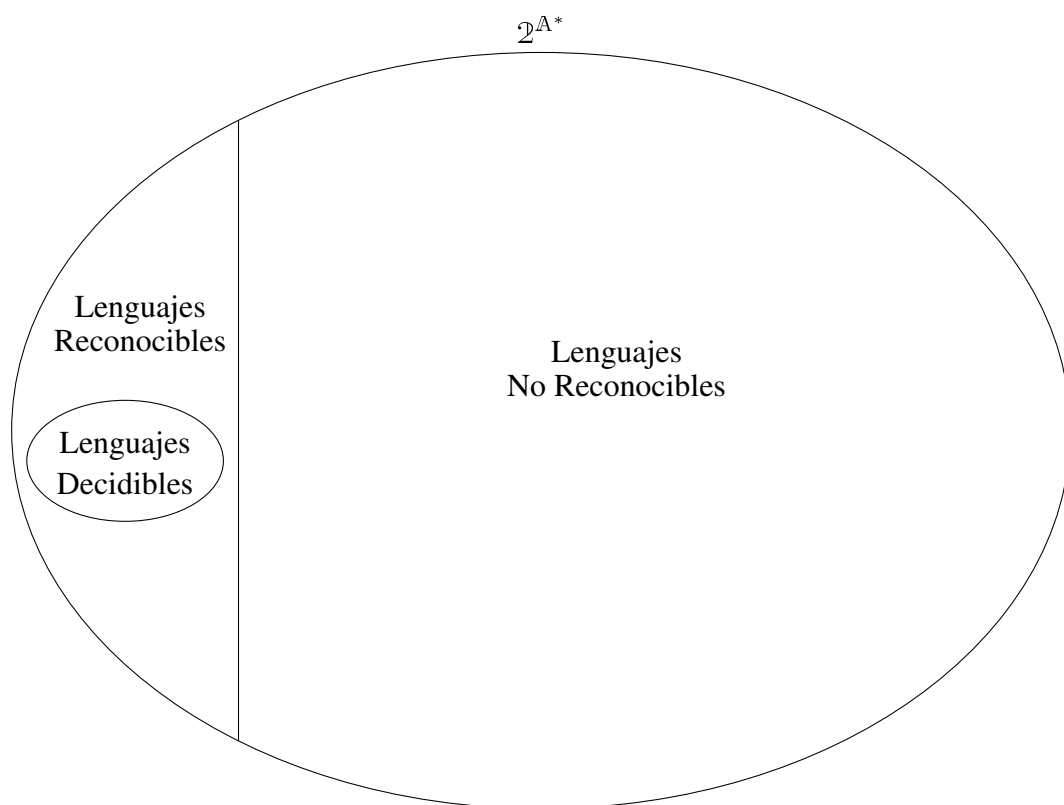 2^𝔸*
Lenguajes
Reconocibles
Lenguajes
No Reconocibles
Lenguajes
Decidibles